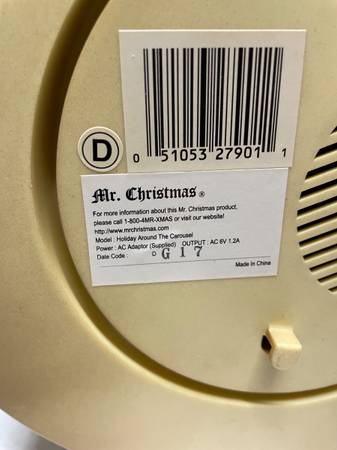 0 51053 27901 1
D
Mr. Christmas ®
For more information about this Mr. Christmas product,
please call 1-800-4MR-XMAS or visit our website!
http://www.mrchristmas.com
Model : Holiday Around The Carousel
Power : AC Adaptor (Supplied) OUTPUT : AC 6V 1.2A
Date Code : D G 1 7
Made In China